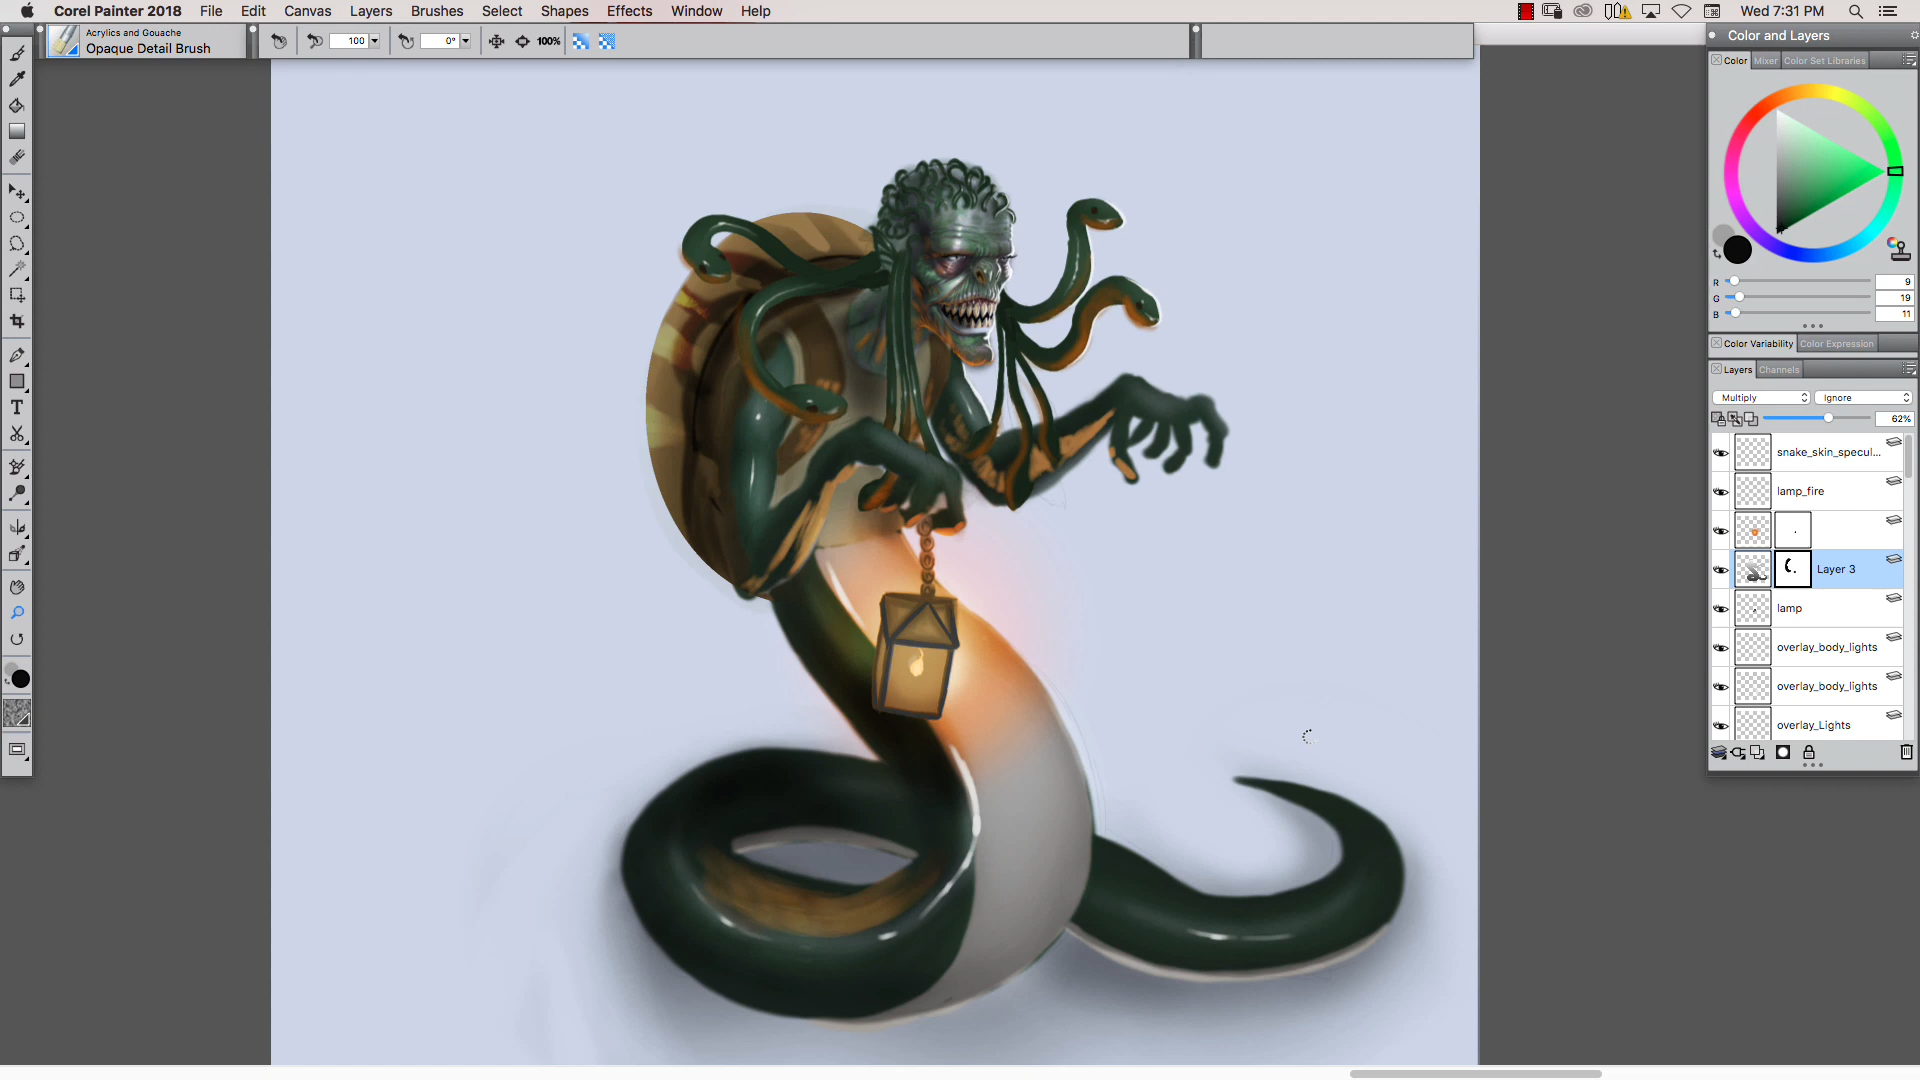 Corel Painter 2018 File Edit Canvas Layers Brushes Select Shapes Effects Window Help Wed 7:31 PM
Acrylics and Gouache
Opaque Detail Brush
100 0° 100%
Color and Layers
Color Mixer Color Set Libraries
R 9
G 19
B 11
Color Variability Color Expression
Layers Channels
Multiply Ignore
62%
snake_skin_specul...
lamp_fire
Layer 3
lamp
overlay_body_lights
overlay_body_lights
overlay_Lights